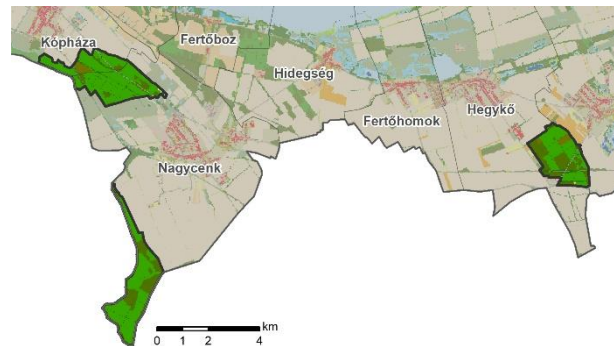 Kópháza
Fertőboz
Hidegség
Fertőhomok
Hegykő
Nagycenk
km
0 1 2 4